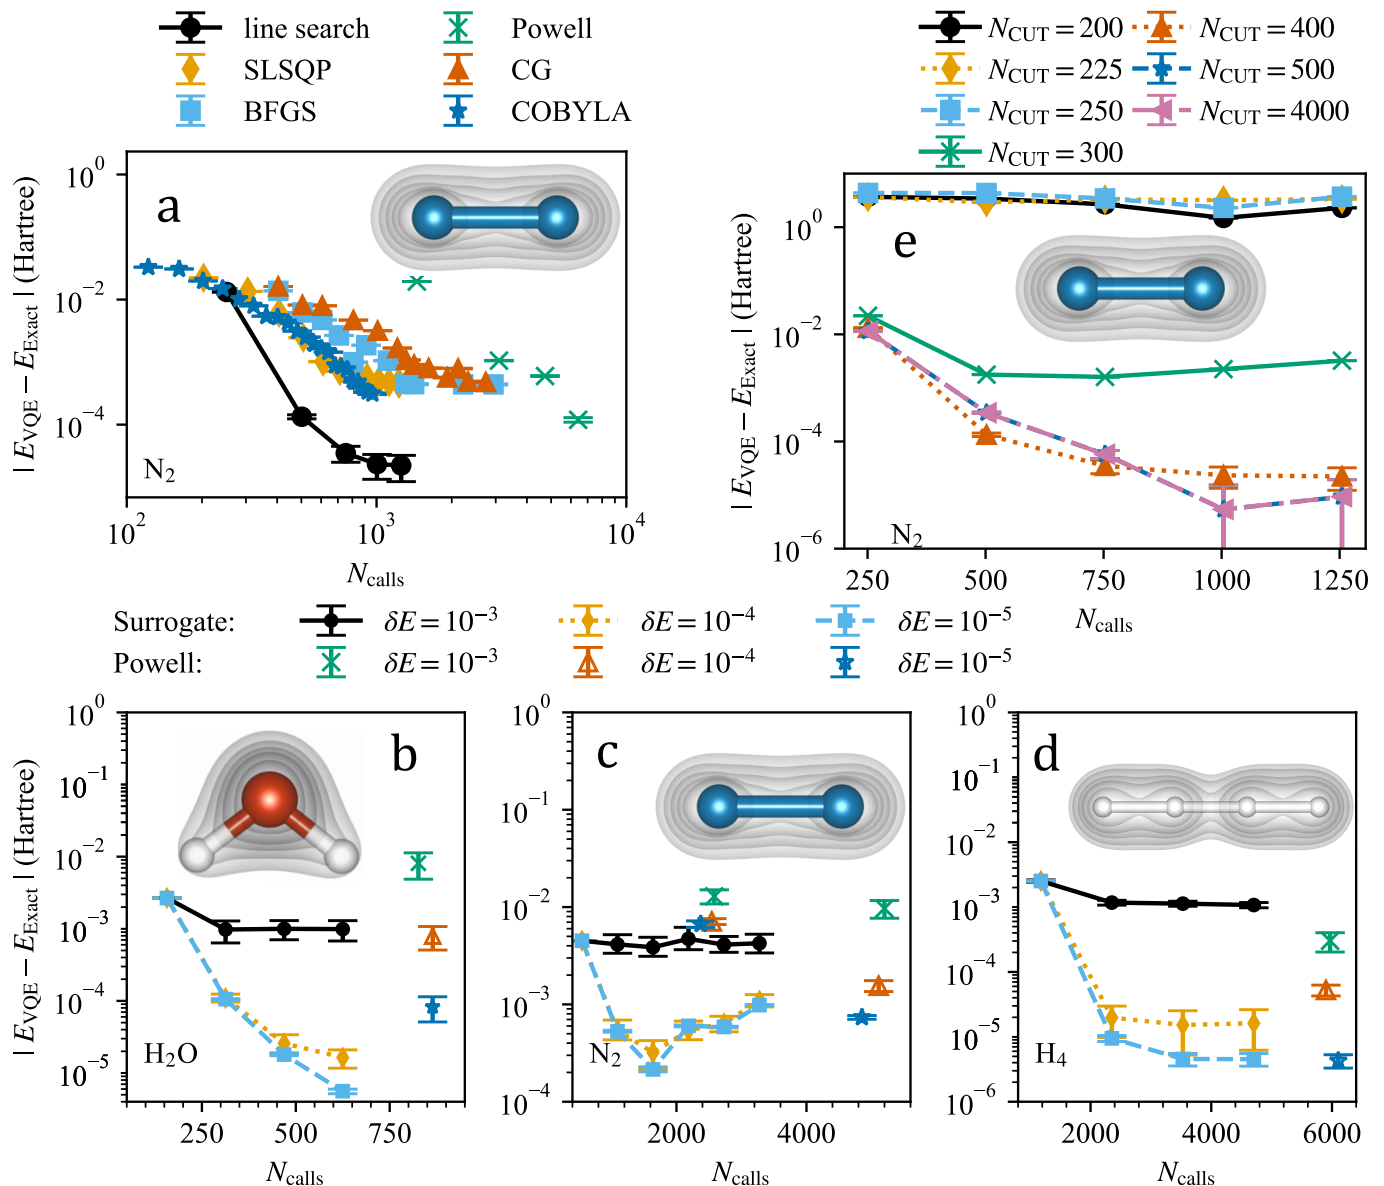 line search Powell
SLSQP CG
BFGS COBYLA
N_CUT = 200 N_CUT = 400
N_CUT = 225 N_CUT = 500
N_CUT = 250 N_CUT = 4000
N_CUT = 300
| E_VQE − E_Exact | (Hartree)
10^0
10^−2
10^−4
a
N_2
10^2 10^3 10^4
N_calls
| E_VQE − E_Exact | (Hartree)
10^0
10^−2
10^−4
10^−6
e
N_2
250 500 750 1000 1250
N_calls
Surrogate: δE = 10^−3 δE = 10^−4 δE = 10^−5
Powell: δE = 10^−3 δE = 10^−4 δE = 10^−5
| E_VQE − E_Exact | (Hartree)
10^0
10^−1
10^−2
10^−3
10^−4
10^−5
b
H_2O
250 500 750
N_calls
10^0
10^−1
10^−2
10^−3
10^−4
c
N_2
2000 4000
N_calls
10^0
10^−1
10^−2
10^−3
10^−4
10^−5
10^−6
d
H_4
2000 4000 6000
N_calls